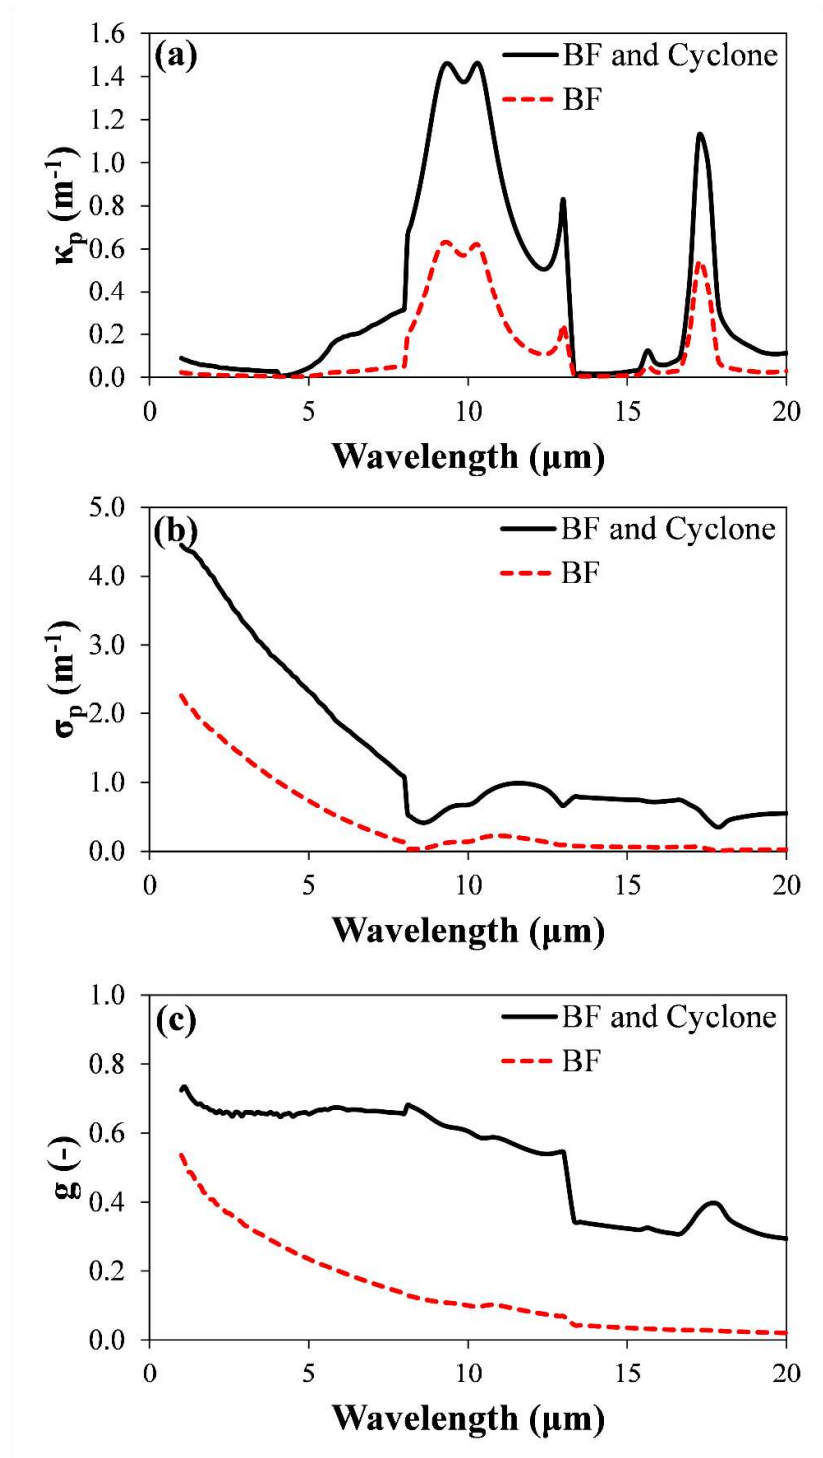 (a)
BF and Cyclone
BF
1.6
1.4
1.2
1.0
0.8
0.6
0.4
0.2
0.0
κp (m-1)
0 5 10 15 20
Wavelength (μm)
(b)
BF and Cyclone
BF
5.0
4.0
3.0
2.0
1.0
0.0
σp (m-1)
0 5 10 15 20
Wavelength (μm)
(c)
BF and Cyclone
BF
1.0
0.8
0.6
0.4
0.2
0.0
g (-)
0 5 10 15 20
Wavelength (μm)